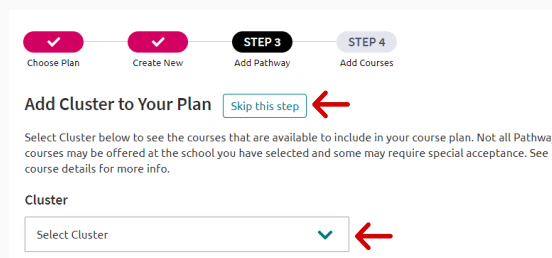 STEP 3
STEP 4
Choose Plan
Create New
Add Pathway
Add Courses
Add Cluster to Your Plan
Skip this step
Select Cluster below to see the courses that are available to include in your course plan. Not all Pathwa
courses may be offered at the school you have selected and some may require special acceptance. See
course details for more info.
Cluster
Select Cluster